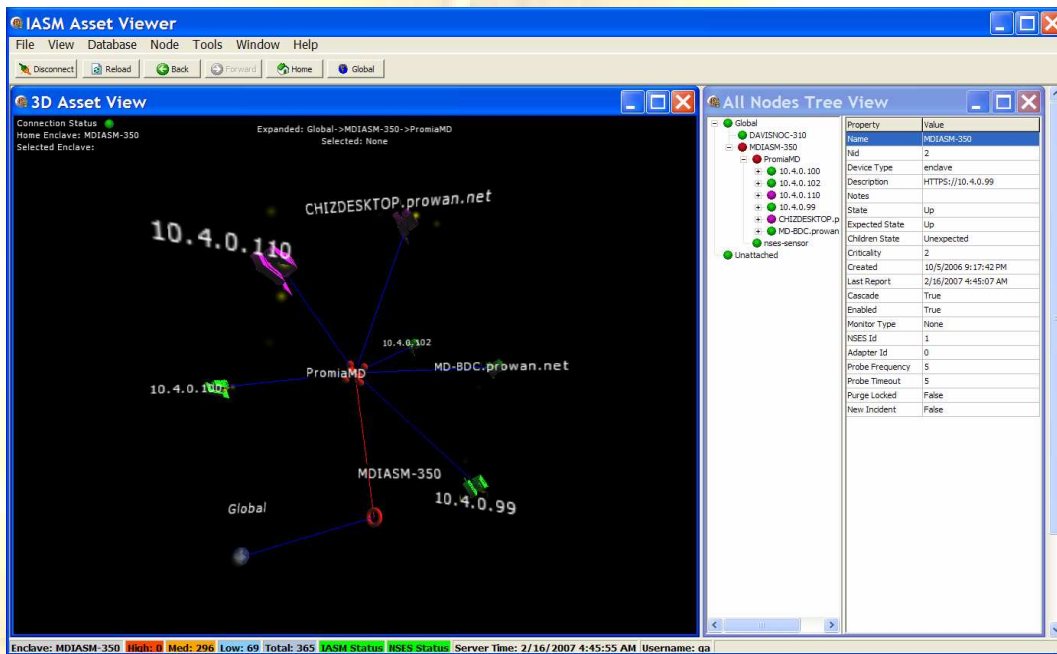 IASM Asset Viewer
File View Database Node Tools Window Help
Disconnect Reload Back Forward Home Global
3D Asset View
Connection Status
Home Enclave: MDIASM-350
Selected Enclave:
Expanded: Global->MDIASM-350->PromiaMD
Selected: None
CHIZDESKTOP.prowan.net
10.4.0.110
10.4.0.102
PromiaMD
MD-BDC.prowan.net
10.4.0.100
MDIASM-350
10.4.0.99
Global
All Nodes Tree View
Global
DAVISNOC-310
MDIASM-350
PromiaMD
10.4.0.100
10.4.0.102
10.4.0.110
10.4.0.99
CHIZDESKTOP.p
MD-BDC.prowan
nses-sensor
Unattached
Property Value
Name MDIASM-350
Nid 2
Device Type enclave
Description HTTPS://10.4.0.99
Notes
State Up
Expected State Up
Children State Unexpected
Criticality 2
Created 10/5/2006 9:17:42 PM
Last Report 2/16/2007 4:45:07 AM
Cascade True
Enabled True
Monitor Type None
NSES Id 1
Adapter Id 0
Probe Frequency 5
Probe Timeout 5
Purge Locked False
New Incident False
Enclave: MDIASM-350 High: 0 Med: 296 Low: 69 Total: 365 IASM Status NSES Status Server Time: 2/16/2007 4:45:55 AM Username: qa